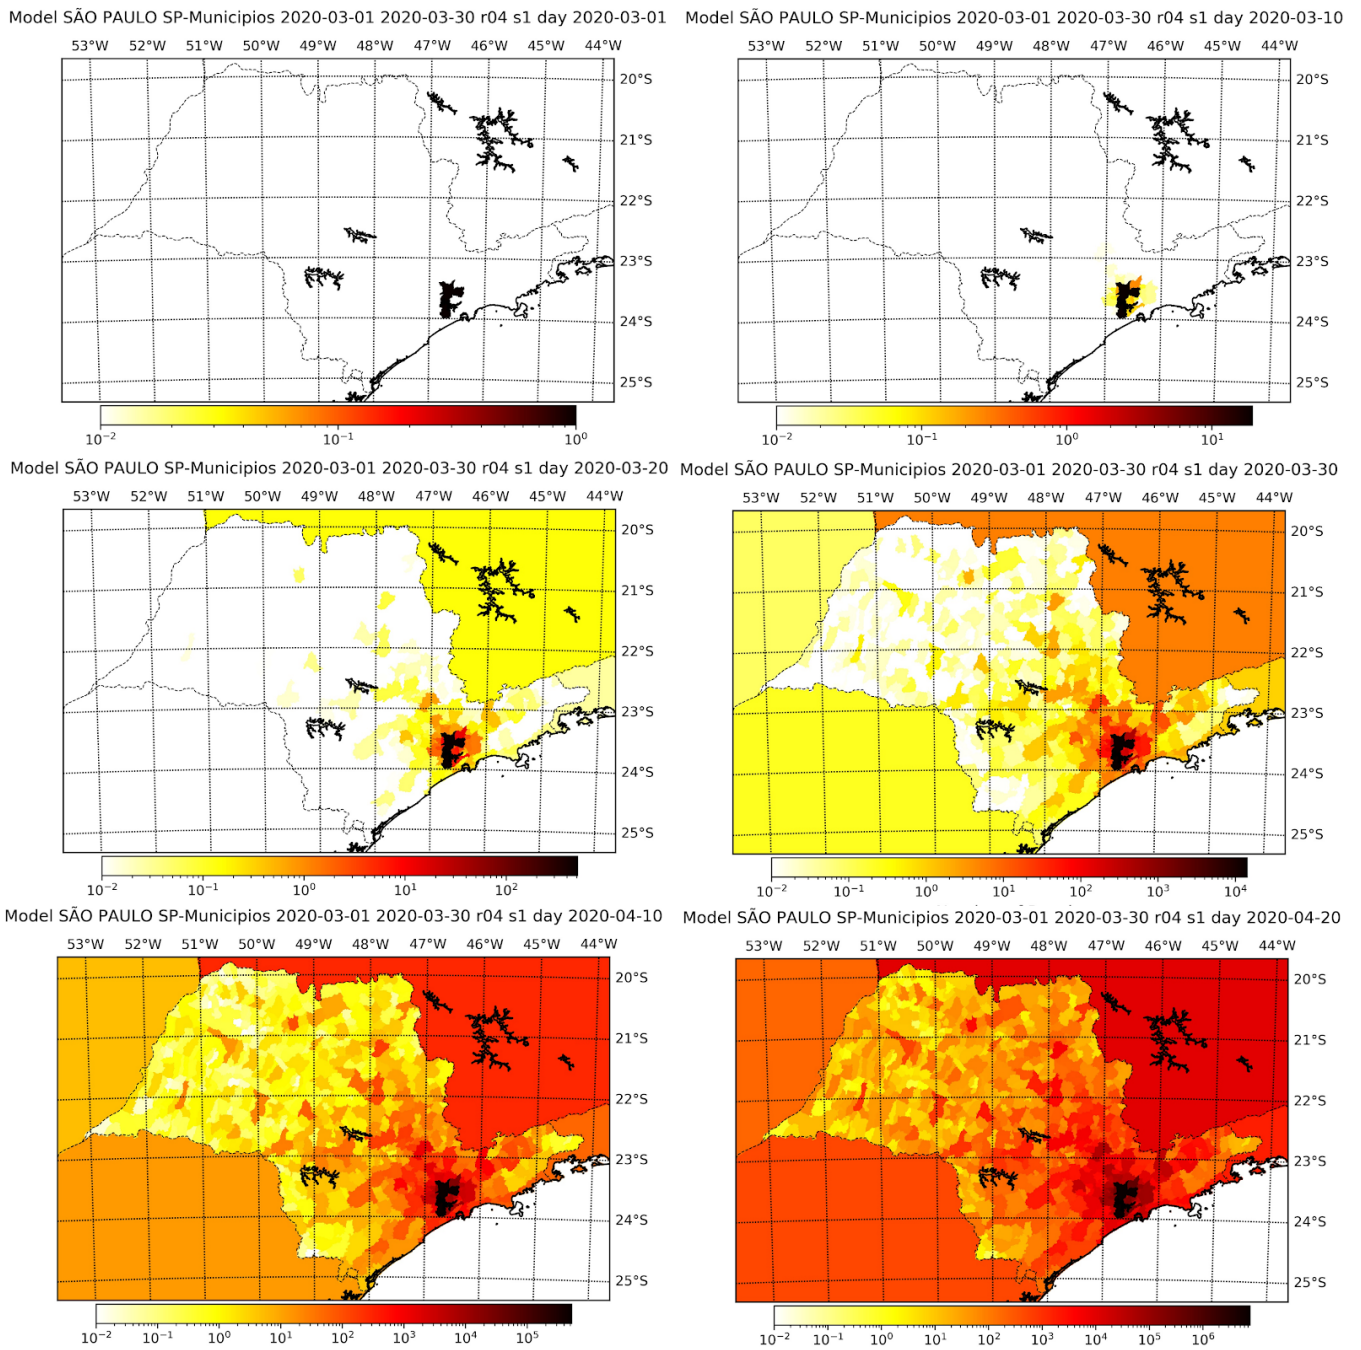 Model SÃO PAULO SP-Municipios 2020-03-01 2020-03-30 r04 s1 day 2020-03-01
53°W 52°W 51°W 50°W 49°W 48°W 47°W 46°W 45°W 44°W
20°S
21°S
22°S
23°S
24°S
25°S
10⁻² 10⁻¹ 10⁰
Model SÃO PAULO SP-Municipios 2020-03-01 2020-03-30 r04 s1 day 2020-03-10
53°W 52°W 51°W 50°W 49°W 48°W 47°W 46°W 45°W 44°W
20°S
21°S
22°S
23°S
24°S
25°S
10⁻² 10⁻¹ 10⁰ 10¹
Model SÃO PAULO SP-Municipios 2020-03-01 2020-03-30 r04 s1 day 2020-03-20
53°W 52°W 51°W 50°W 49°W 48°W 47°W 46°W 45°W 44°W
20°S
21°S
22°S
23°S
24°S
25°S
10⁻² 10⁻¹ 10⁰ 10¹ 10²
Model SÃO PAULO SP-Municipios 2020-03-01 2020-03-30 r04 s1 day 2020-03-30
53°W 52°W 51°W 50°W 49°W 48°W 47°W 46°W 45°W 44°W
20°S
21°S
22°S
23°S
24°S
25°S
10⁻² 10⁻¹ 10⁰ 10¹ 10² 10³ 10⁴
Model SÃO PAULO SP-Municipios 2020-03-01 2020-03-30 r04 s1 day 2020-04-10
53°W 52°W 51°W 50°W 49°W 48°W 47°W 46°W 45°W 44°W
20°S
21°S
22°S
23°S
24°S
25°S
10⁻² 10⁻¹ 10⁰ 10¹ 10² 10³ 10⁴ 10⁵
Model SÃO PAULO SP-Municipios 2020-03-01 2020-03-30 r04 s1 day 2020-04-20
53°W 52°W 51°W 50°W 49°W 48°W 47°W 46°W 45°W 44°W
20°S
21°S
22°S
23°S
24°S
25°S
10⁻² 10⁻¹ 10⁰ 10¹ 10² 10³ 10⁴ 10⁵ 10⁶